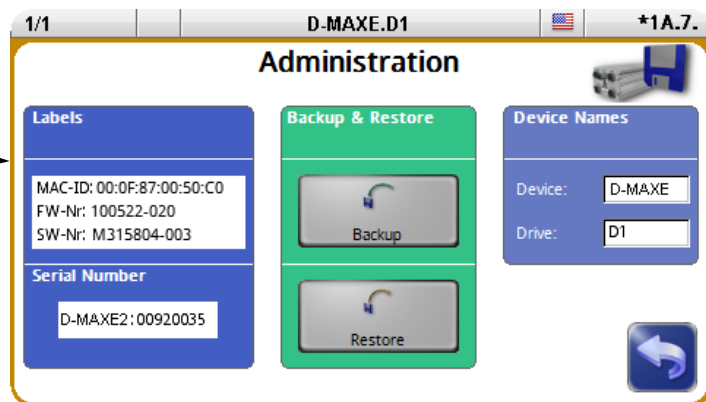 1/1 D-MAXE.D1 *1A.7.
Administration
Labels
MAC-ID: 00:0F:87:00:50:C0
FW-Nr: 100522-020
SW-Nr: M315804-003
Serial Number
D-MAXE2:00920035
Backup & Restore
Backup
Restore
Device Names
Device: D-MAXE
Drive: D1